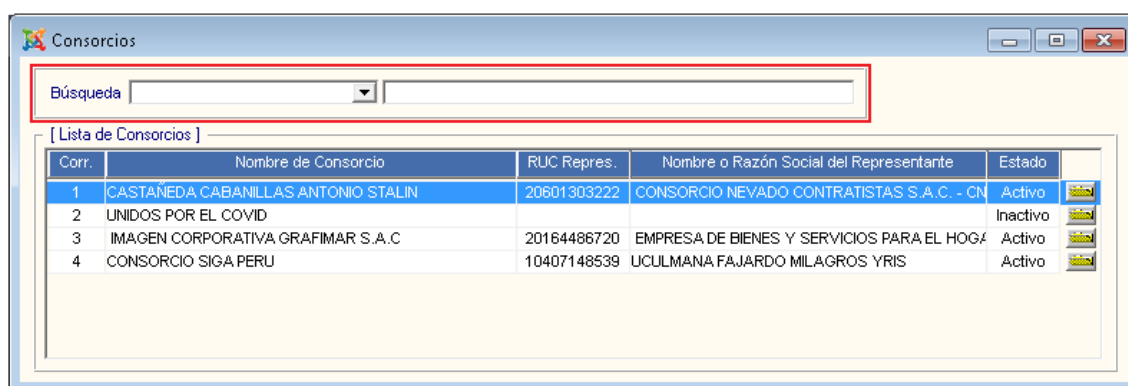 Consorcios
Búsqueda
[ Lista de Consorcios ]
Corr. Nombre de Consorcio RUC Repres. Nombre o Razón Social del Representante Estado
1 CASTAÑEDA CABANILLAS ANTONIO STALIN 20601303222 CONSORCIO NEVADO CONTRATISTAS S.A.C. - CN Activo
2 UNIDOS POR EL COVID Inactivo
3 IMAGEN CORPORATIVA GRAFIMAR S.A.C 20164486720 EMPRESA DE BIENES Y SERVICIOS PARA EL HOGA Activo
4 CONSORCIO SIGA PERU 10407148539 UCULMANA FAJARDO MILAGROS YRIS Activo